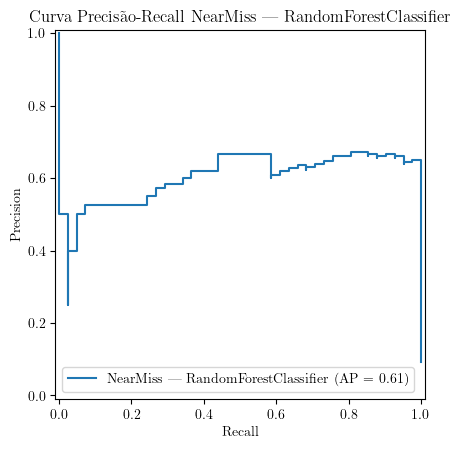 Curva Precisão-Recall NearMiss — RandomForestClassifier
1.0
0.8
0.6
0.4
0.2
0.0
Precision
NearMiss — RandomForestClassifier (AP = 0.61)
0.0 0.2 0.4 0.6 0.8 1.0
Recall